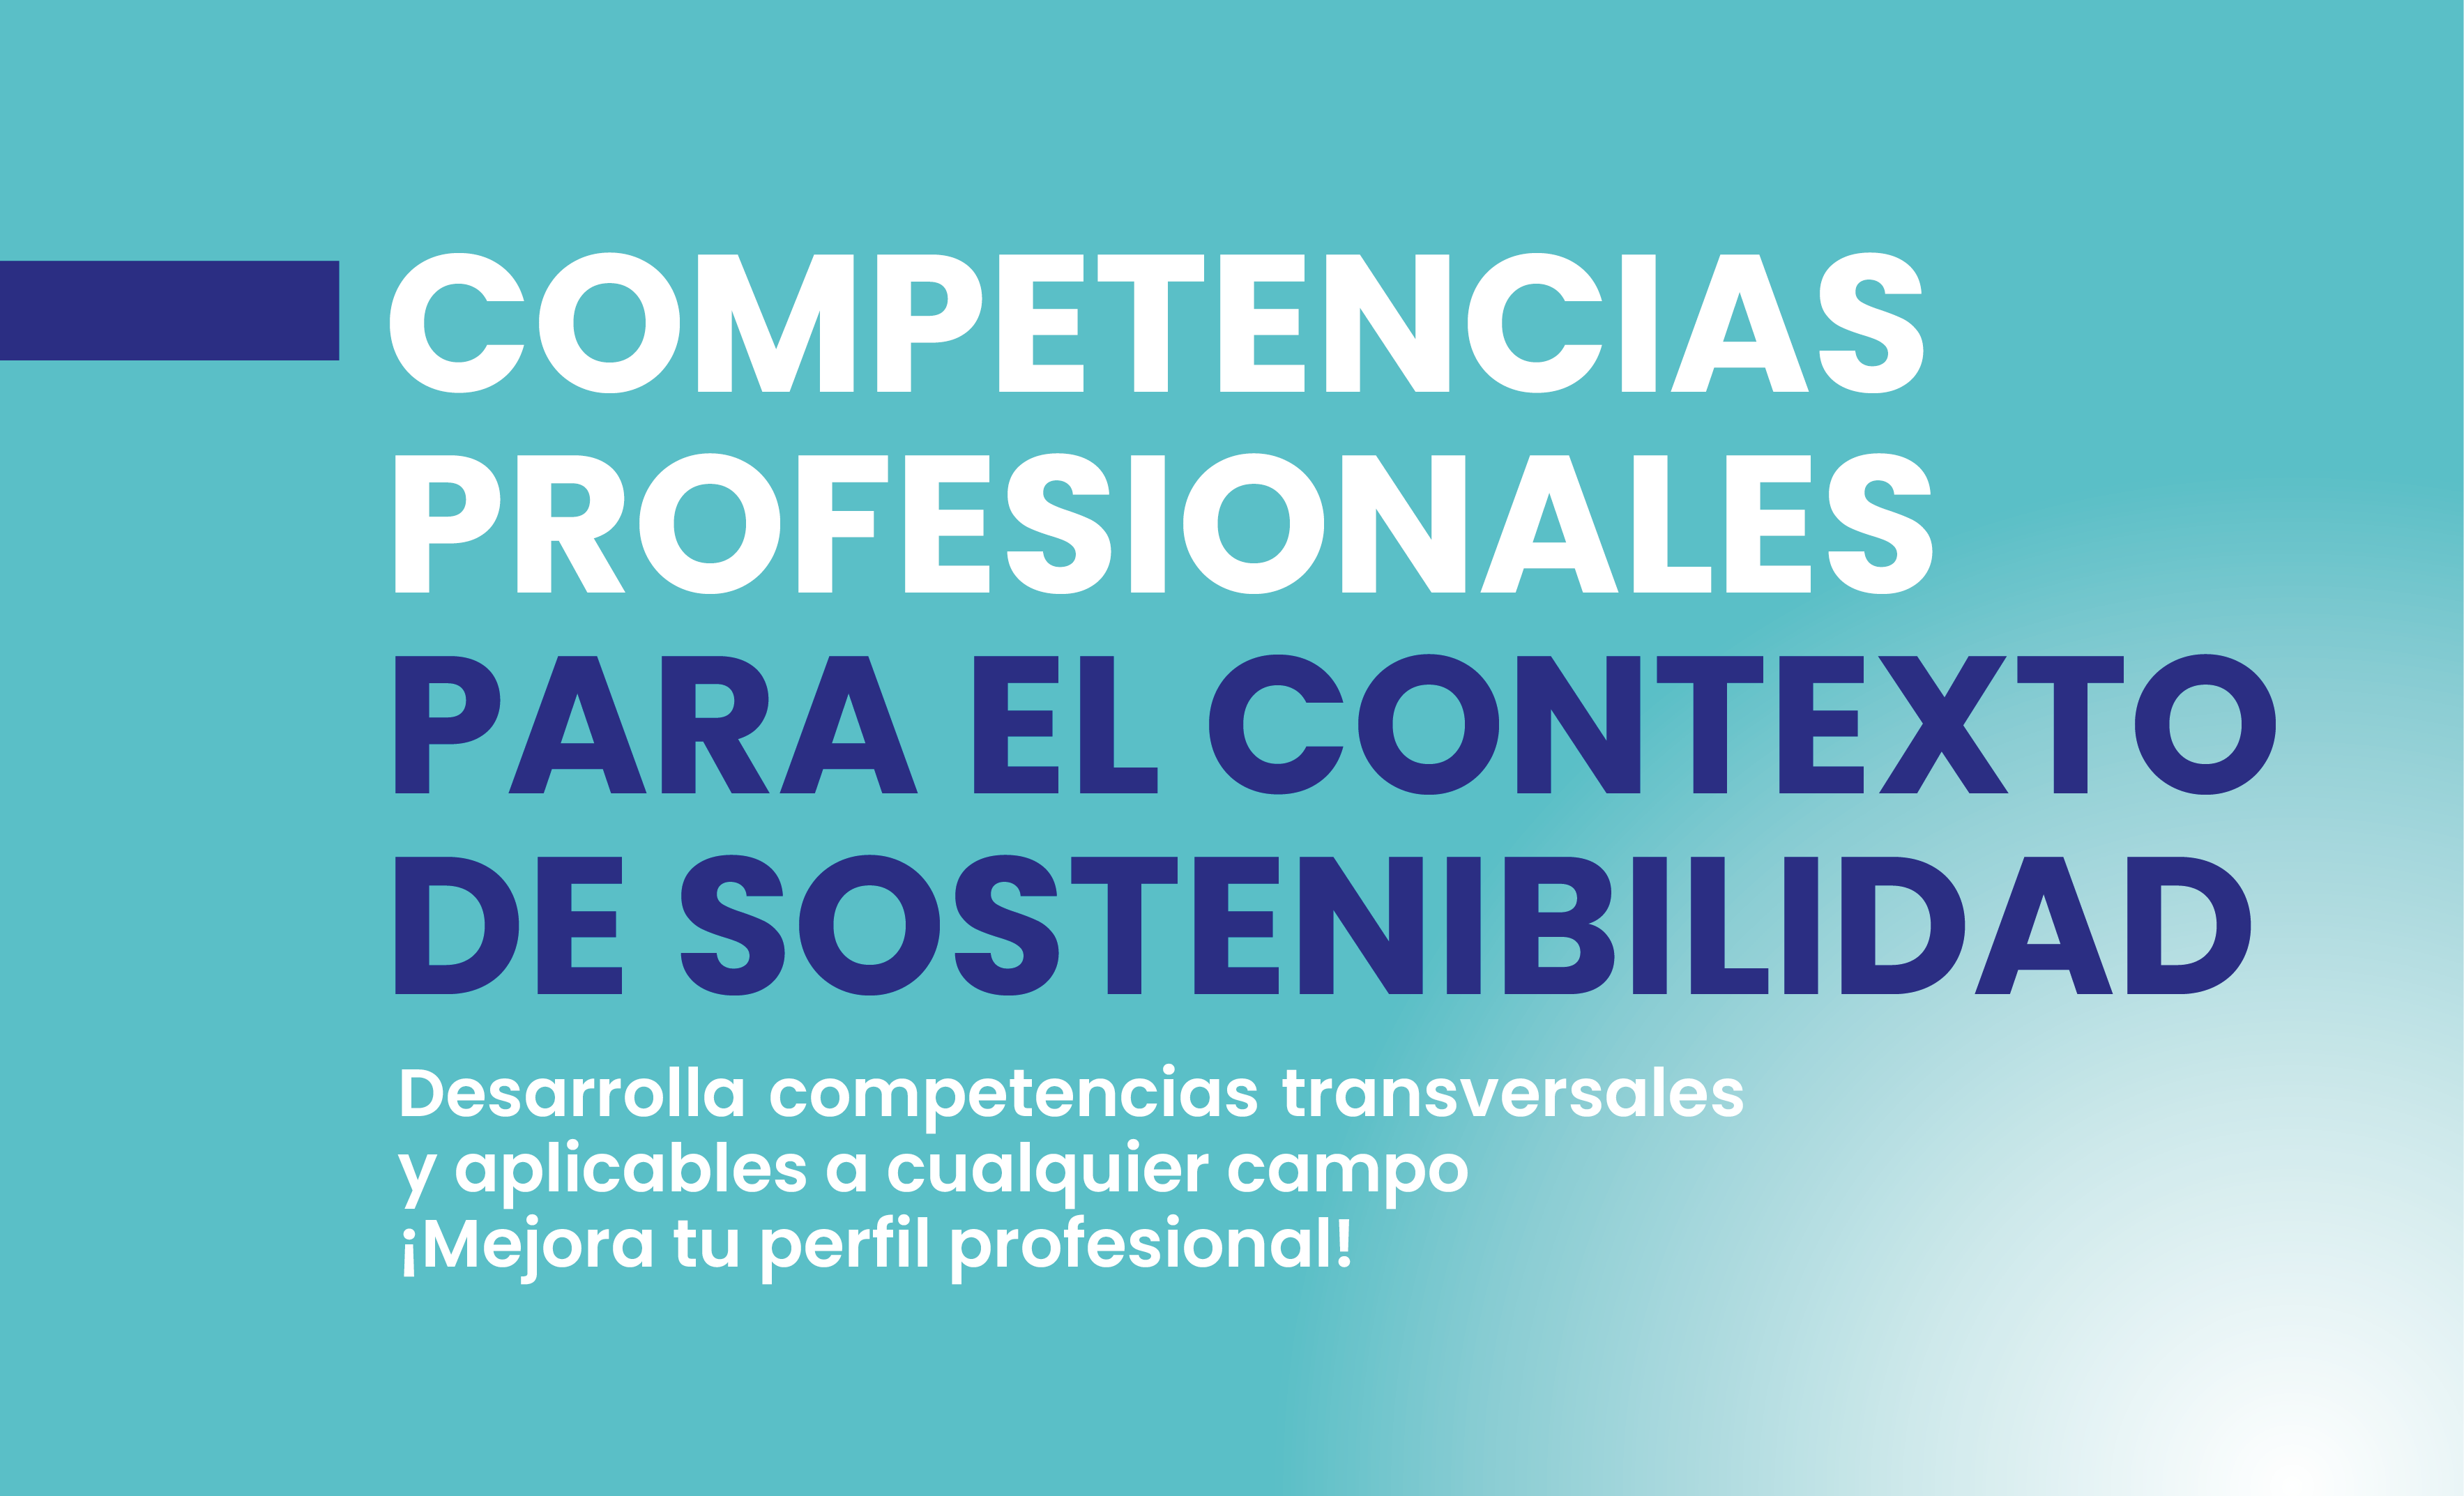 COMPETENCIAS
PROFESIONALES
PARA EL CONTEXTO
DE SOSTENIBILIDAD
Desarrolla competencias transversales
y aplicables a cualquier campo
¡Mejora tu perfil profesional!